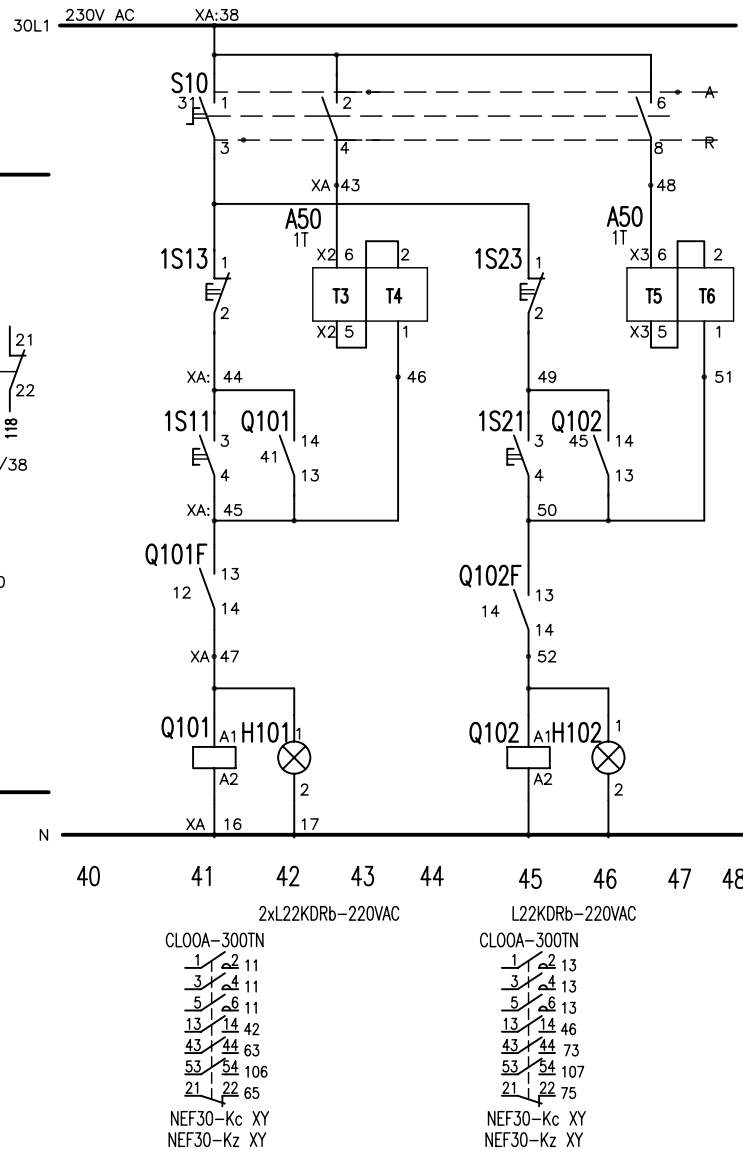 30L1 230V AC XA:38
S10
31 1 2 6 A
3 4 8 R
XA 43 48
A50 A50
1T 1T
1S13 1 X2 6 2 1S23 1 X3 6 2
T3 T4 T5 T6
2 X2 5 1 2 X3 5 1
21
22
118
/38
XA: 44 46 49 51
1S11 3 Q101 14 1S21 3 Q102 14
41 45
4 13 4 13
XA: 45 50
Q101F 13 Q102F 13
12 14
14 14
XA 47 52
Q101 A1 H101 1 Q102 A1 H102 1
A2 2 A2 2
XA 16 17
N
40 41 42 43 44 45 46 47 48
2xL22KDRb-220VAC L22KDRb-220VAC
CL00A-300TN CL00A-300TN
1 2 11 1 2 13
3 4 11 3 4 13
5 6 11 5 6 13
13 14 42 13 14 46
43 44 63 43 44 73
53 54 106 53 54 107
21 22 65 21 22 75
NEF30-Kc XY NEF30-Kc XY
NEF30-Kz XY NEF30-Kz XY